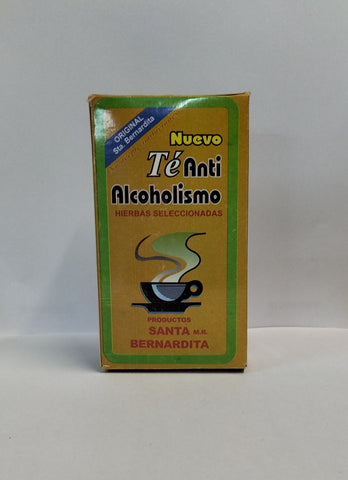 ORIGINAL
Sta. Bernardita
Nuevo
Té Anti
Alcoholismo
HIERBAS SELECCIONADAS
PRODUCTOS
SANTA M.R.
BERNARDITA